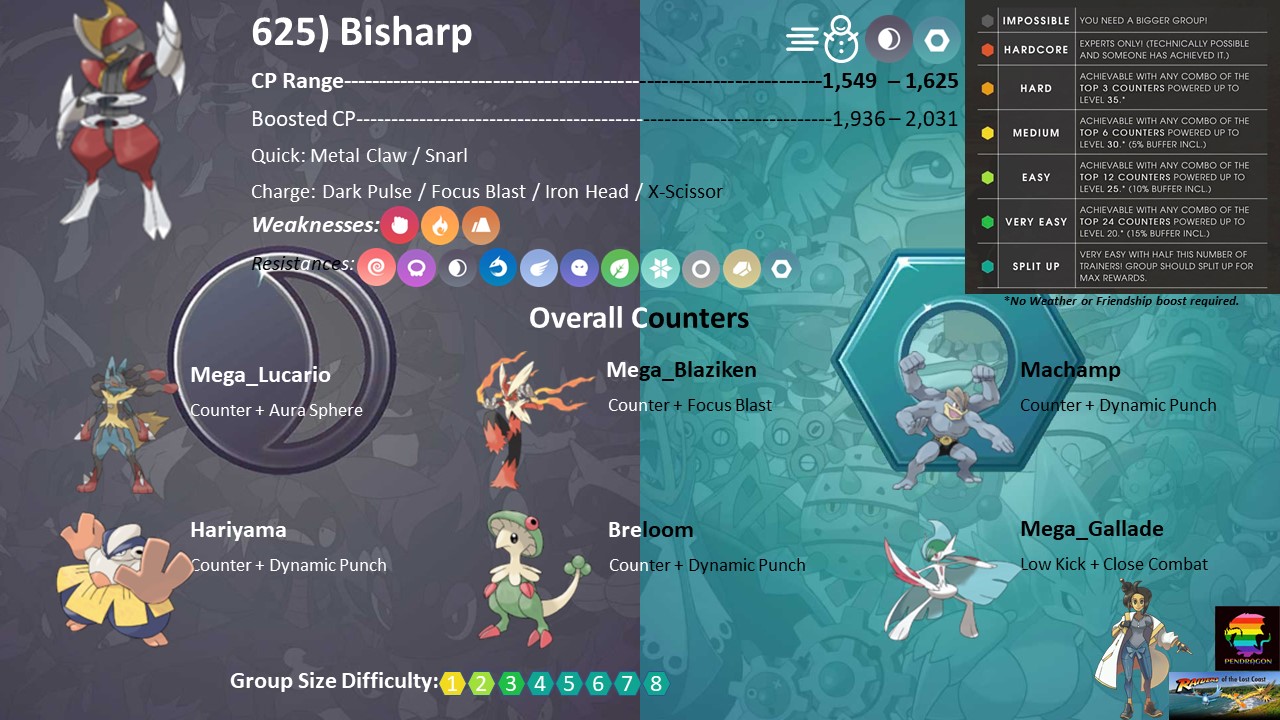 625) Bisharp
CP Range------------------------------------------------------------------1,549 – 1,625
Boosted CP------------------------------------------------------------------1,936 – 2,031
Quick: Metal Claw / Snarl
Charge: Dark Pulse / Focus Blast / Iron Head / X-Scissor
Weaknesses:
Resistances:
IMPOSSIBLE YOU NEED A BIGGER GROUP!
HARDCORE EXPERTS ONLY! (TECHNICALLY POSSIBLE
AND SOMEONE HAS ACHIEVED IT.)
HARD ACHIEVABLE WITH ANY COMBO OF THE
TOP 3 COUNTERS POWERED UP TO
LEVEL 35.*
MEDIUM ACHIEVABLE WITH ANY COMBO OF THE
TOP 6 COUNTERS POWERED UP TO
LEVEL 30.* (5% BUFFER INCL.)
EASY ACHIEVABLE WITH ANY COMBO OF THE
TOP 12 COUNTERS POWERED UP TO
LEVEL 25.* (10% BUFFER INCL.)
VERY EASY ACHIEVABLE WITH ANY COMBO OF THE
TOP 24 COUNTERS POWERED UP TO
LEVEL 20.* (15% BUFFER INCL.)
SPLIT UP VERY EASY WITH HALF THIS NUMBER OF
TRAINERS! GROUP SHOULD SPLIT UP FOR
MAX REWARDS.
*No Weather or Friendship boost required.
Overall Counters
Mega_Lucario
Counter + Aura Sphere
Mega_Blaziken
Counter + Focus Blast
Machamp
Counter + Dynamic Punch
Hariyama
Counter + Dynamic Punch
Breloom
Counter + Dynamic Punch
Mega_Gallade
Low Kick + Close Combat
Group Size Difficulty: 1 2 3 4 5 6 7 8
PENDRAGON
RAIDERS of the Lost Coast